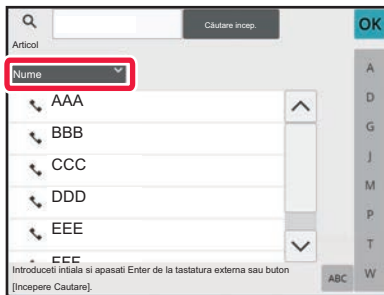 Căutare incep.
OK
Articol
Nume
A
AAA
D
BBB
G
CCC
J
DDD
M
EEE
P
FFF
T
Introduceti intiala si apasati Enter de la tastatura externa sau buton
[Incepere Cautare].
ABC
W